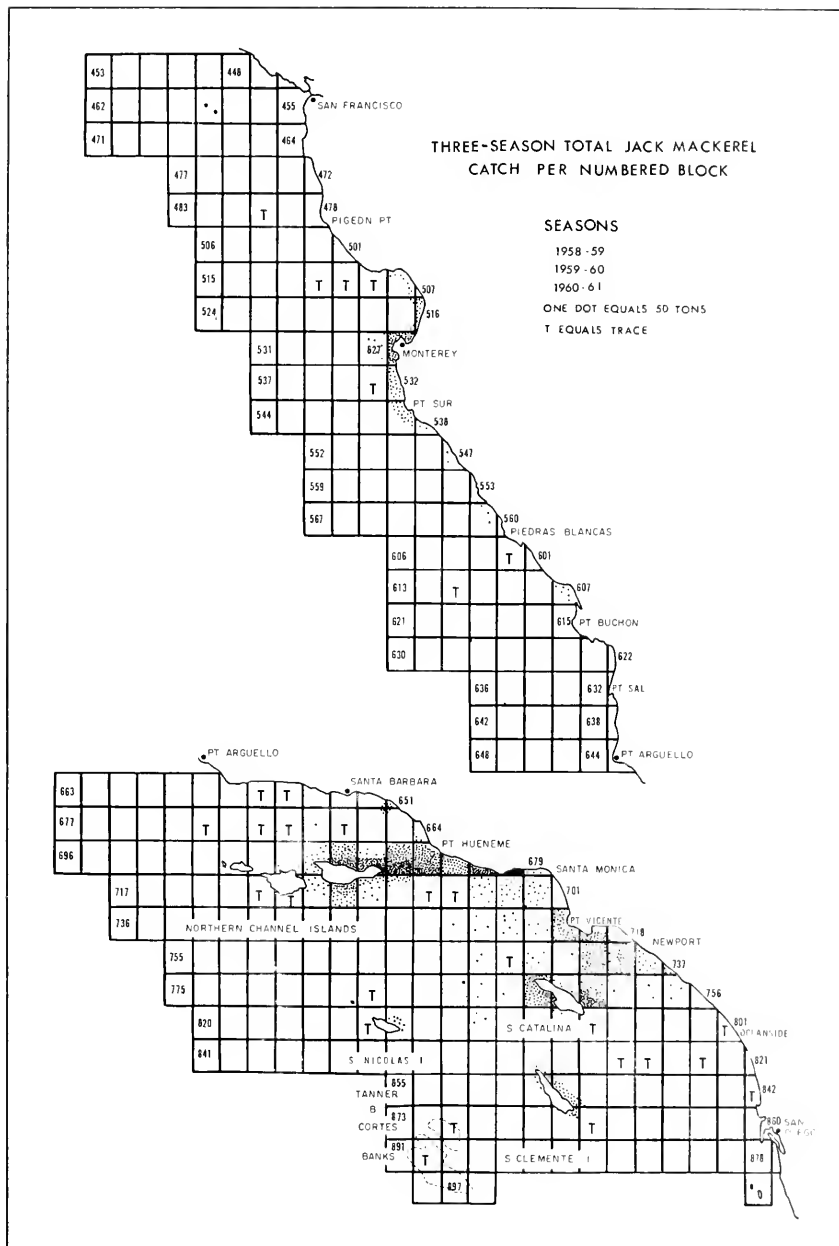 453 448
462 455 SAN FRANCISCO
471 464
THREE-SEASON TOTAL JACK MACKEREL
CATCH PER NUMBERED BLOCK
477 472
483 T 478
PIGEON PT
SEASONS
1958-59
1959-60
1960-61
ONE DOT EQUALS 50 TONS
T EQUALS TRACE
506 501
515 T T T 507
524 516
531 827 MONTEREY
537 T 532
PT SUR
544 538
552 547
559 553
567 560
PIEDRAS BLANCAS
606 T 601
613 T 607
621 615 PT BUCHON
630 622
636 632 PT SAL
642 638
648 644 PT ARGUELLO
PT ARGUELLO
663 T T SANTA BARBARA
651
677 T T T T 664
PT HUENEME
696 679 SANTA MONICA
717 T T T T 701
736 NORTHERN CHANNEL ISLANDS PT VICENTE
718
755 T NEWPORT
737
775 T 756
820 T S CATALINA T T 801
OCEANSIDE
841 S NICOLAS I T T T 821
855 T 842
TANNER
B 873 860 SAN
CORTES T T
891
BANKS T S CLEMENTE I 878
897